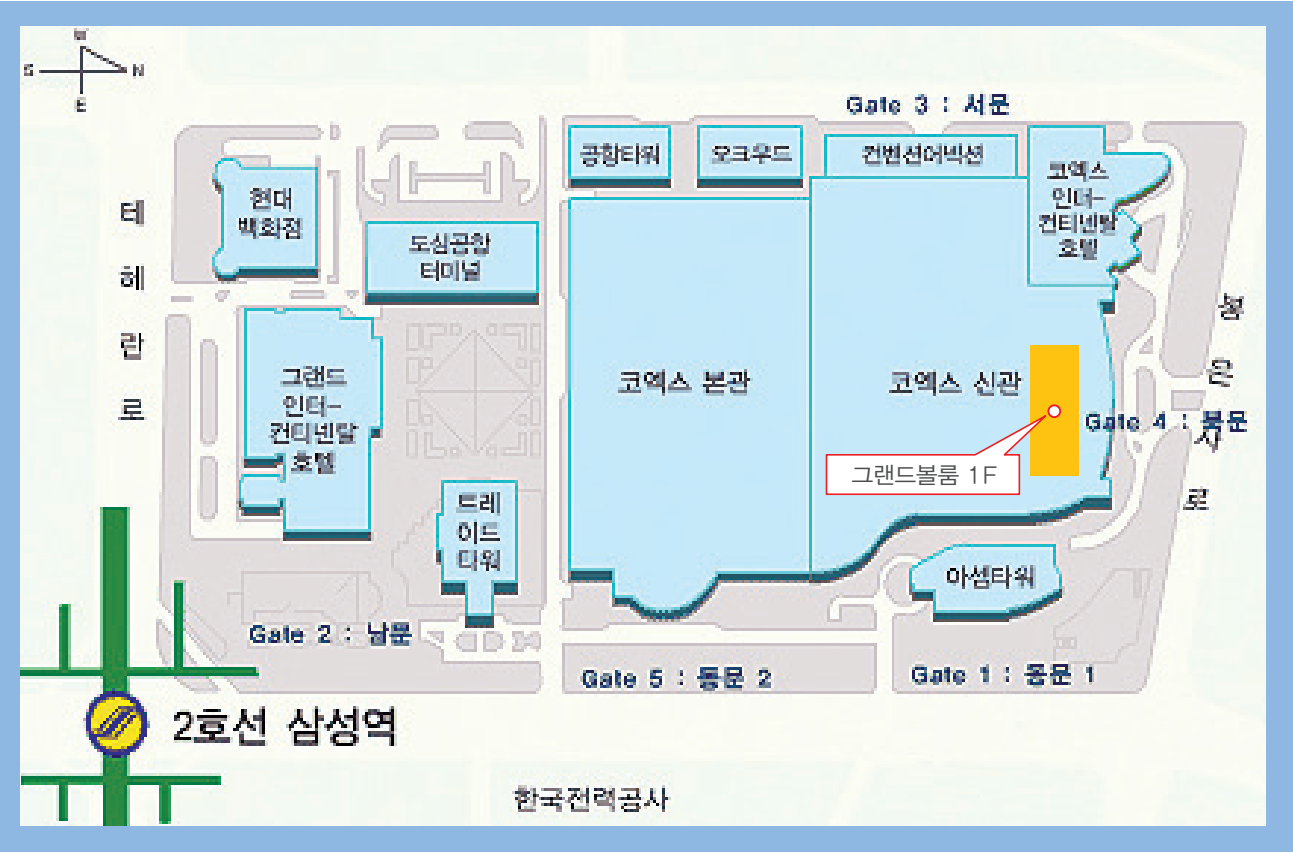 W
S
N
E
Gate 3 : 서문
공항타워
오크우드
컨벤션어넥션
코엑스
인터-
컨티넨탈
호텔
현대
백화점
도심공항
터미널
테
헤
란
로
그랜드
인터-
컨티넨탈
호텔
코엑스 본관
코엑스 신관
그랜드볼룸 1F
봉
은
사
로
Gate 4 : 북문
트레
이드
타워
아셈타워
Gate 2 : 남문
Gate 5 : 동문 2
Gate 1 : 동문 1
2호선 삼성역
한국전력공사